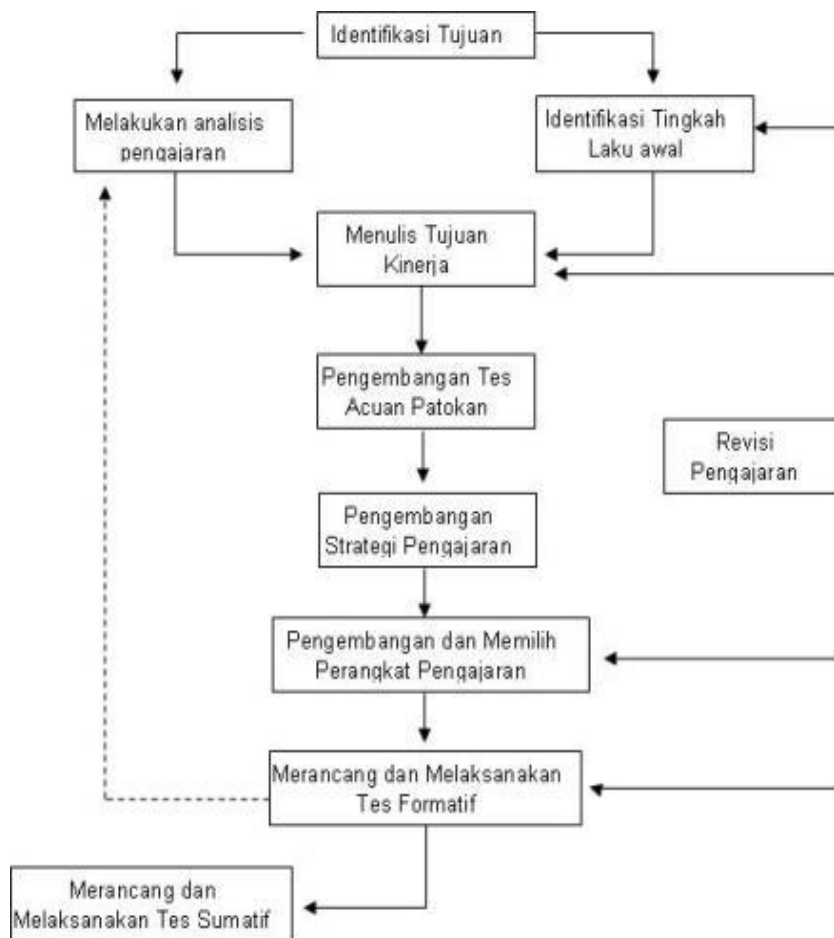 Identifikasi Tujuan
Melakukan analisis
pengajaran
Identifikasi Tingkah
Laku awal
Menulis Tujuan
Kinerja
Pengembangan Tes
Acuan Patokan
Revisi
Pengajaran
Pengembangan
Strategi Pengajaran
Pengembangan dan Memilih
Perangkat Pengajaran
Merancang dan Melaksanakan
Tes Formatif
Merancang dan
Melaksanakan Tes Sumatif